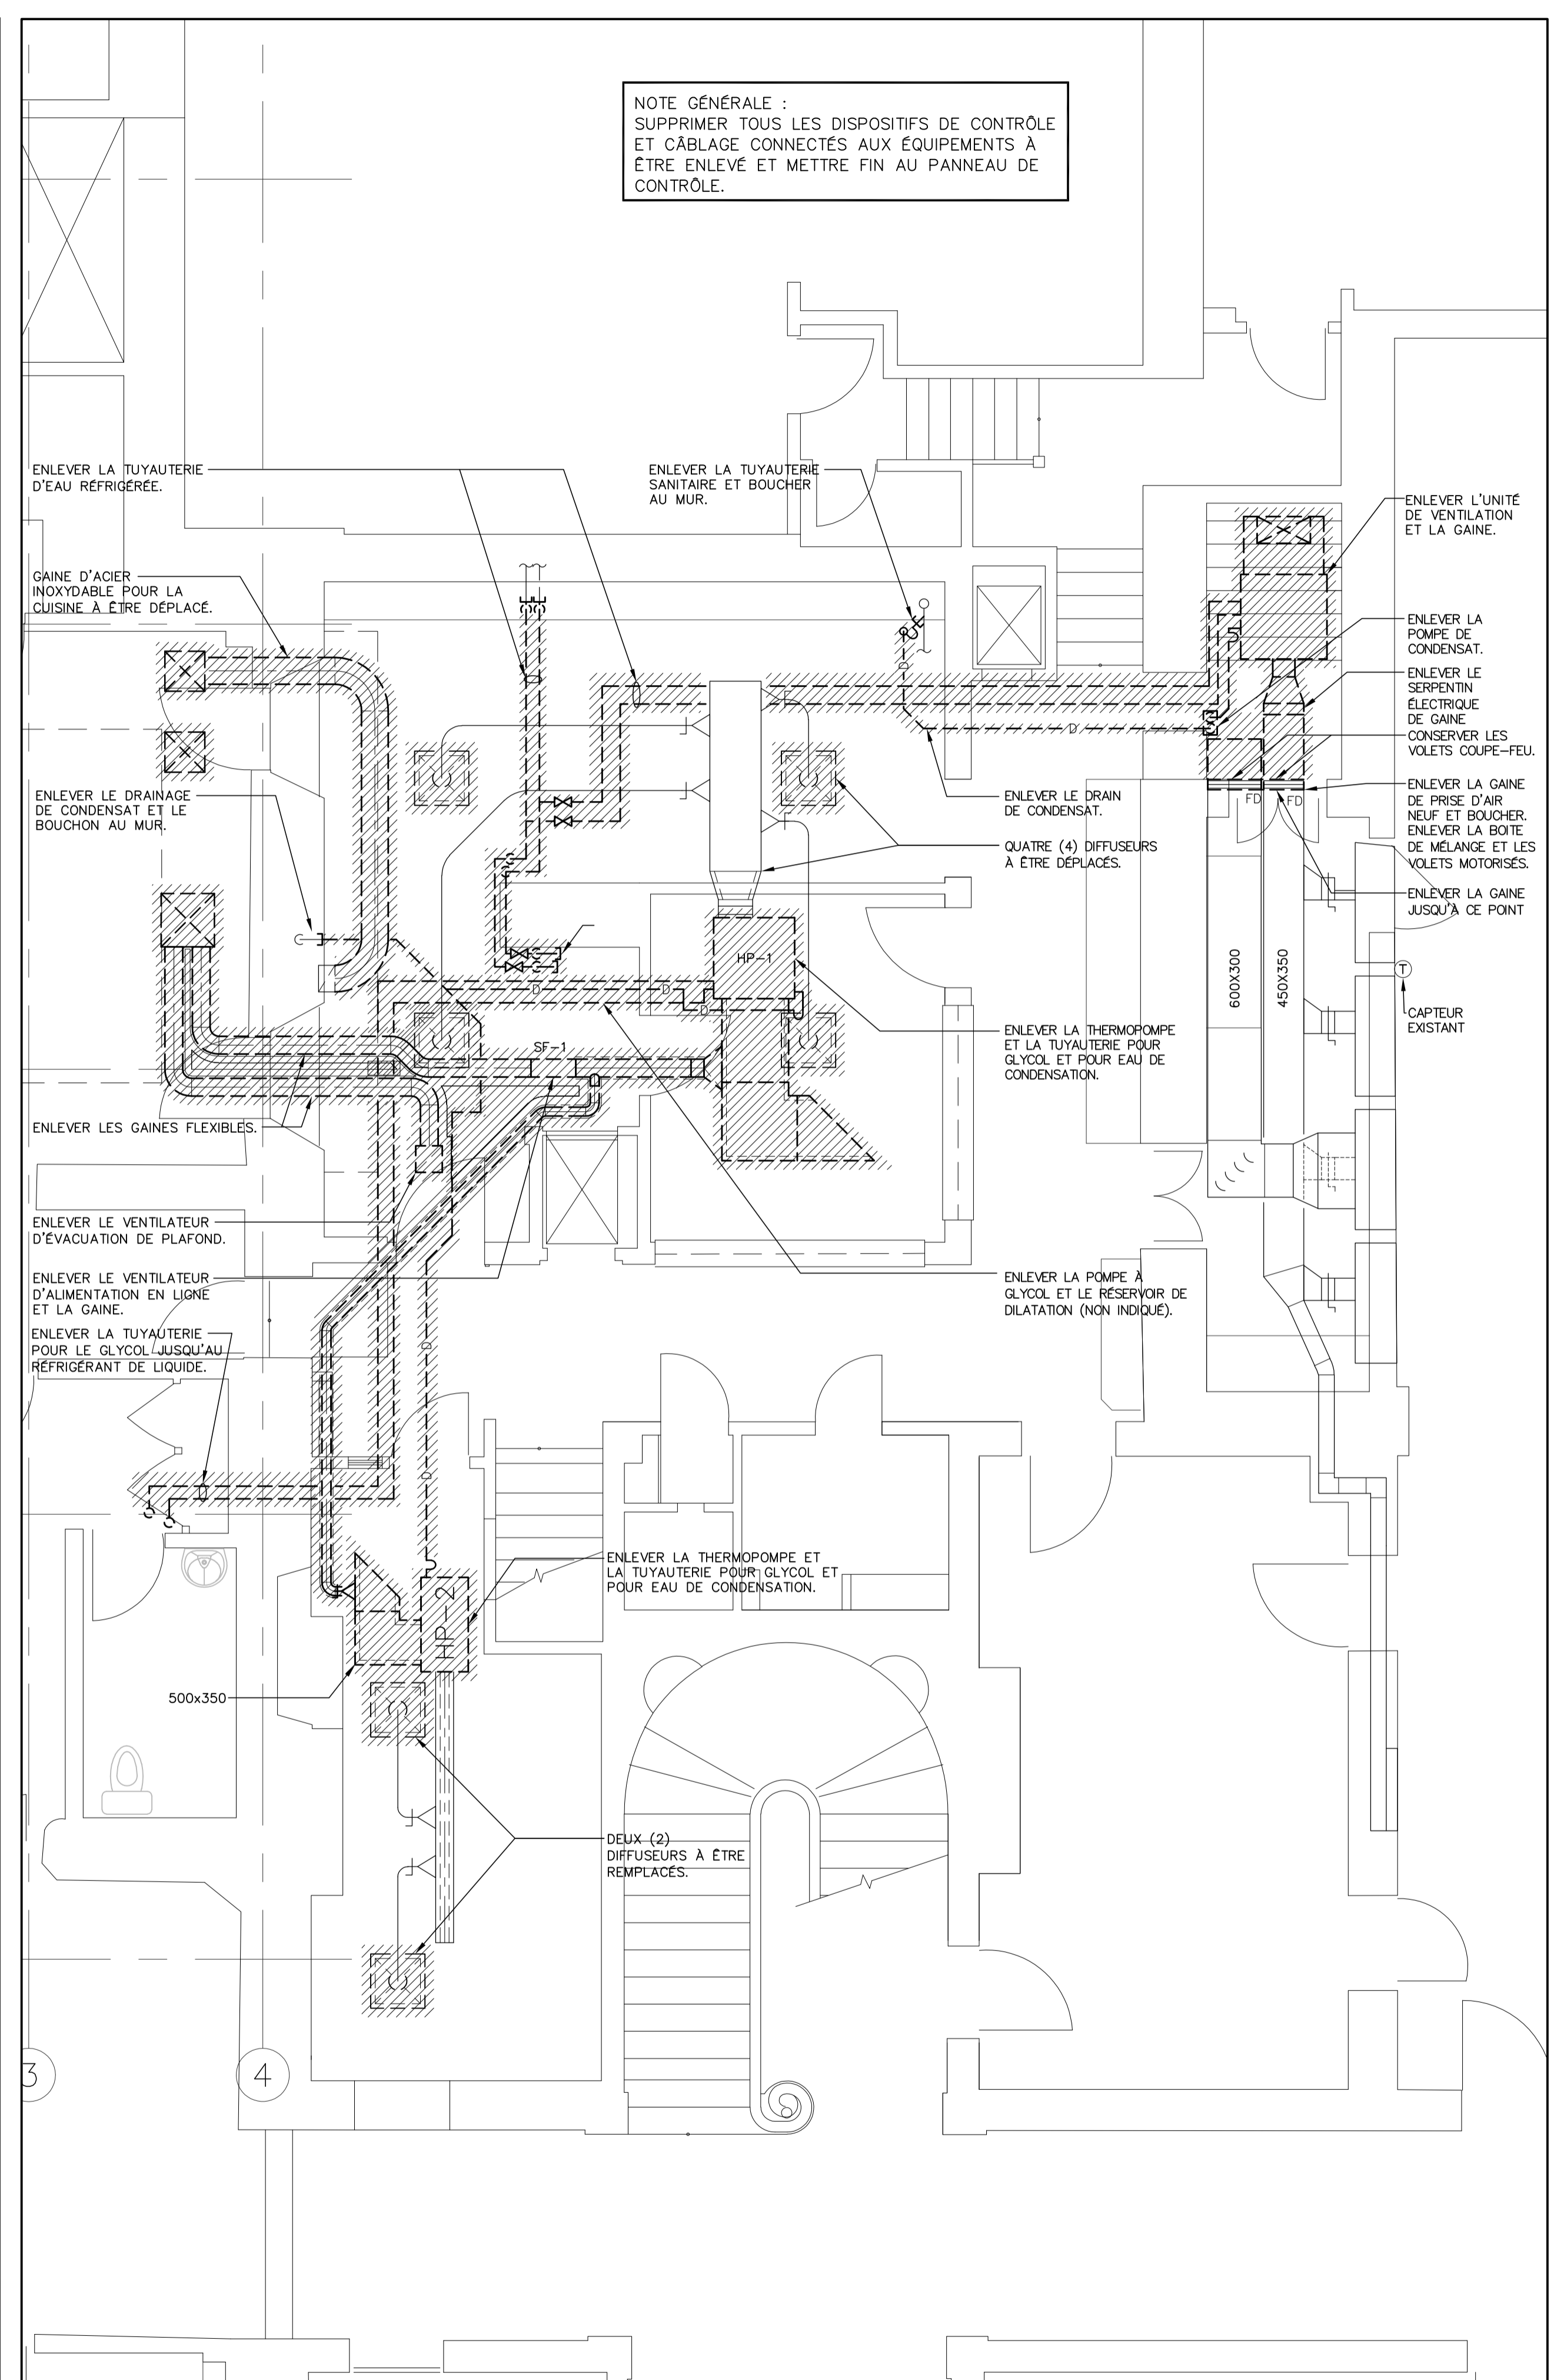 NOTE GÉNÉRALE :
SUPPRIMER TOUS LES DISPOSITIFS DE CONTRÔLE
ET CÂBLAGE CONNECTÉS AUX ÉQUIPEMENTS À
ÊTRE ENLEVÉ ET METTRE FIN AU PANNEAU DE
CONTRÔLE.
ENLEVER LA TUYAUTERIE
D'EAU RÉFRIGÉRÉE.
ENLEVER LA TUYAUTERIE
SANITAIRE ET BOUCHER
AU MUR.
ENLEVER L'UNITÉ
DE VENTILATION
ET LA GAINE.
GAINE D'ACIER
INOXYDABLE POUR LA
CUISINE À ÊTRE DÉPLACÉ.
ENLEVER LA
POMPE DE
CONDENSAT.
ENLEVER LE
SERPENTIN
ÉLECTRIQUE
DE GAINE
CONSERVER LES
VOLETS COUPE-FEU.
D
D
ENLEVER LE DRAINAGE
DE CONDENSAT ET LE
BOUCHON AU MUR.
ENLEVER LE DRAIN
DE CONDENSAT.
FD
FD
ENLEVER LA GAINE
DE PRISE D'AIR
NEUF ET BOUCHER.
ENLEVER LA BOITE
DE MÉLANGE ET LES
VOLETS MOTORISÉS.
QUATRE (4) DIFFUSEURS
À ÊTRE DÉPLACÉS.
ENLEVER LA GAINE
JUSQU'À CE POINT
HP-1
600X300
450X350
T
CAPTEUR
EXISTANT
D
D
D
SF-1
ENLEVER LA THERMOPOMPE
ET LA TUYAUTERIE POUR
GLYCOL ET POUR EAU DE
CONDENSATION.
ENLEVER LES GAINES FLEXIBLES.
ENLEVER LE VENTILATEUR
D'ÉVACUATION DE PLAFOND.
ENLEVER LE VENTILATEUR
D'ALIMENTATION EN LIGNE
ET LA GAINE.
ENLEVER LA POMPE À
GLYCOL ET LE RÉSERVOIR DE
DILATATION (NON INDIQUÉ).
ENLEVER LA TUYAUTERIE
POUR LE GLYCOL JUSQU'AU
RÉFRIGÉRANT DE LIQUIDE.
D
D
ENLEVER LA THERMOPOMPE ET
LA TUYAUTERIE POUR GLYCOL ET
POUR EAU DE CONDENSATION.
HP-2
500x350
DEUX (2)
DIFFUSEURS À ÊTRE
REMPLACÉS.
3
4